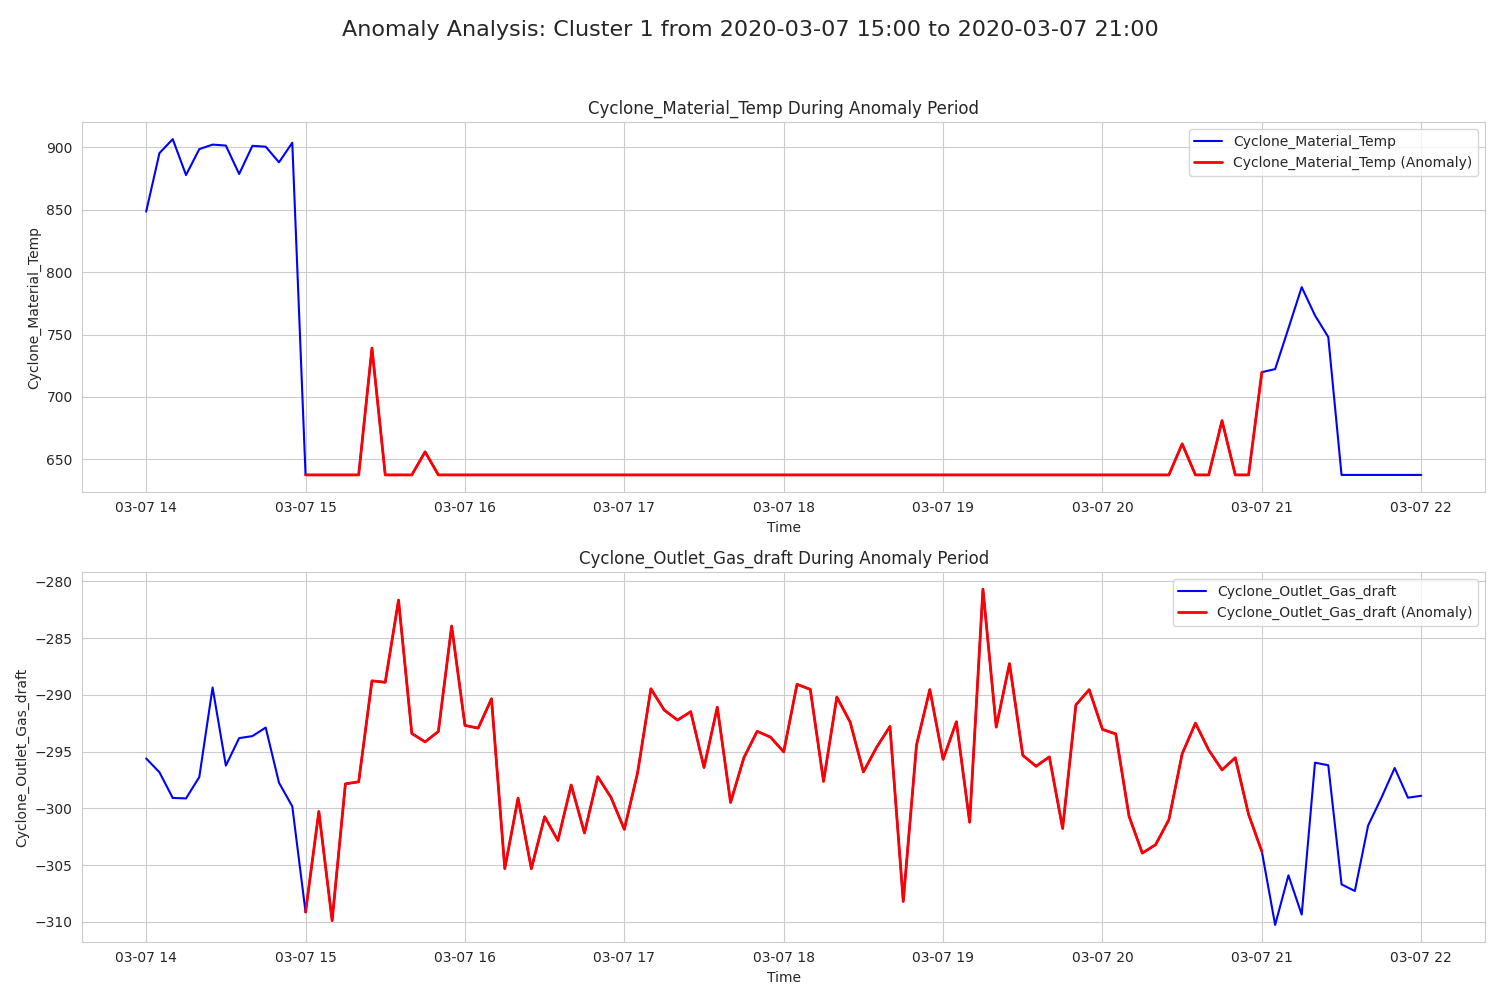 Anomaly Analysis: Cluster 1 from 2020-03-07 15:00 to 2020-03-07 21:00
Cyclone_Material_Temp During Anomaly Period
Cyclone_Material_Temp
Cyclone_Material_Temp (Anomaly)
900
850
800
750
700
650
Cyclone_Material_Temp
03-07 14 03-07 15 03-07 16 03-07 17 03-07 18 03-07 19 03-07 20 03-07 21 03-07 22
Time
Cyclone_Outlet_Gas_draft During Anomaly Period
Cyclone_Outlet_Gas_draft
Cyclone_Outlet_Gas_draft (Anomaly)
−280
−285
−290
−295
−300
−305
−310
Cyclone_Outlet_Gas_draft
03-07 14 03-07 15 03-07 16 03-07 17 03-07 18 03-07 19 03-07 20 03-07 21 03-07 22
Time